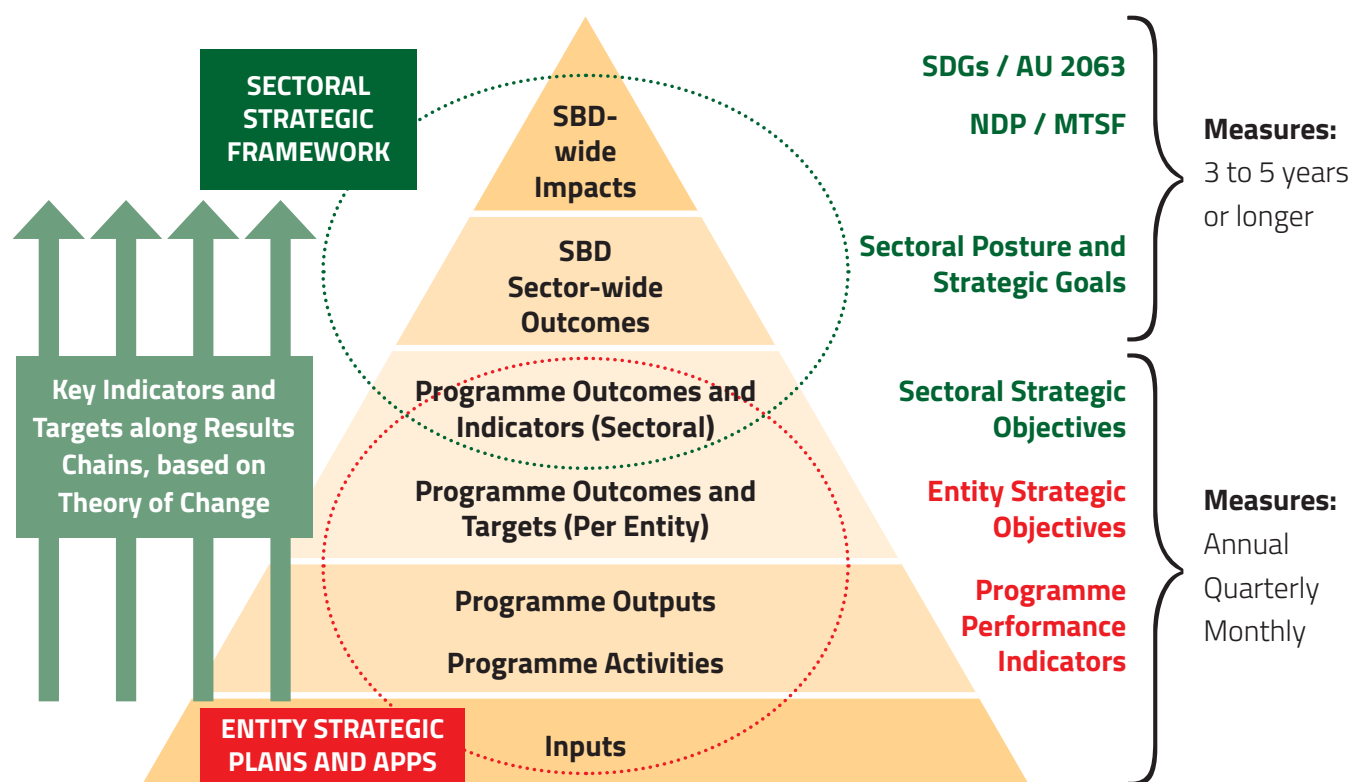 SECTORAL
STRATEGIC
FRAMEWORK
Key Indicators and
Targets along Results
Chains, based on
Theory of Change
ENTITY STRATEGIC
PLANS AND APPS
SBD-
wide
Impacts
SBD
Sector-wide
Outcomes
Programme Outcomes and
Indicators (Sectoral)
Programme Outcomes and
Targets (Per Entity)
Programme Outputs
Programme Activities
Inputs
SDGs / AU 2063
NDP / MTSF
Sectoral Posture and
Strategic Goals
Sectoral Strategic
Objectives
Entity Strategic
Objectives
Programme
Performance
Indicators
Measures:
3 to 5 years
or longer
Measures:
Annual
Quarterly
Monthly